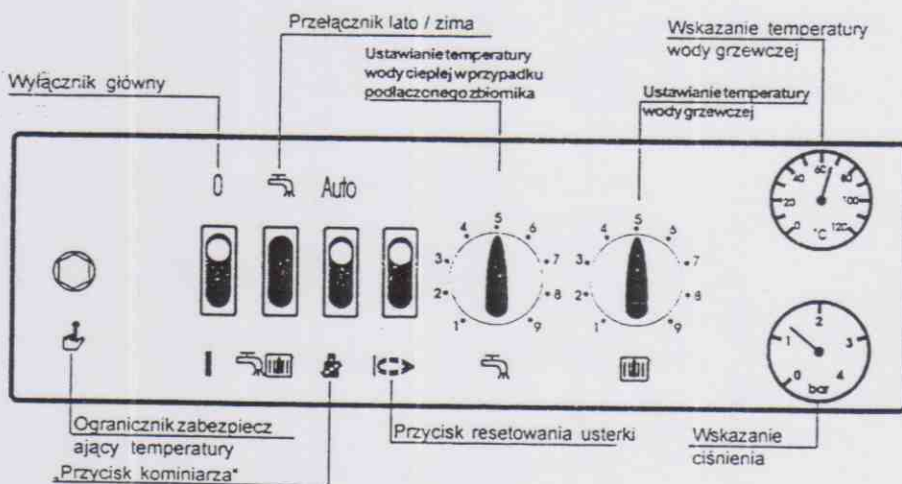 Przełącznik lato / zima
Wskazanie temperatury
wody grzewczej
Ustawianie temperatury
wody cieplej w przypadku
podłaczonego zbiornika
Wyłącznik główny
Ustawianie temperatury
wody grzewczej
0
Auto
0 20 40 60 80 100 120
°C
1 2 3 4 5 6 7 8 9
1 2 3 4 5 5 7 8 9
I
0 1 2 3 4
bar
Ogranicznik zabezpiecz
ający temperatury
Przycisk resetowania usterki
Wskazanie
ciśnienia
„Przycisk kominiarza"